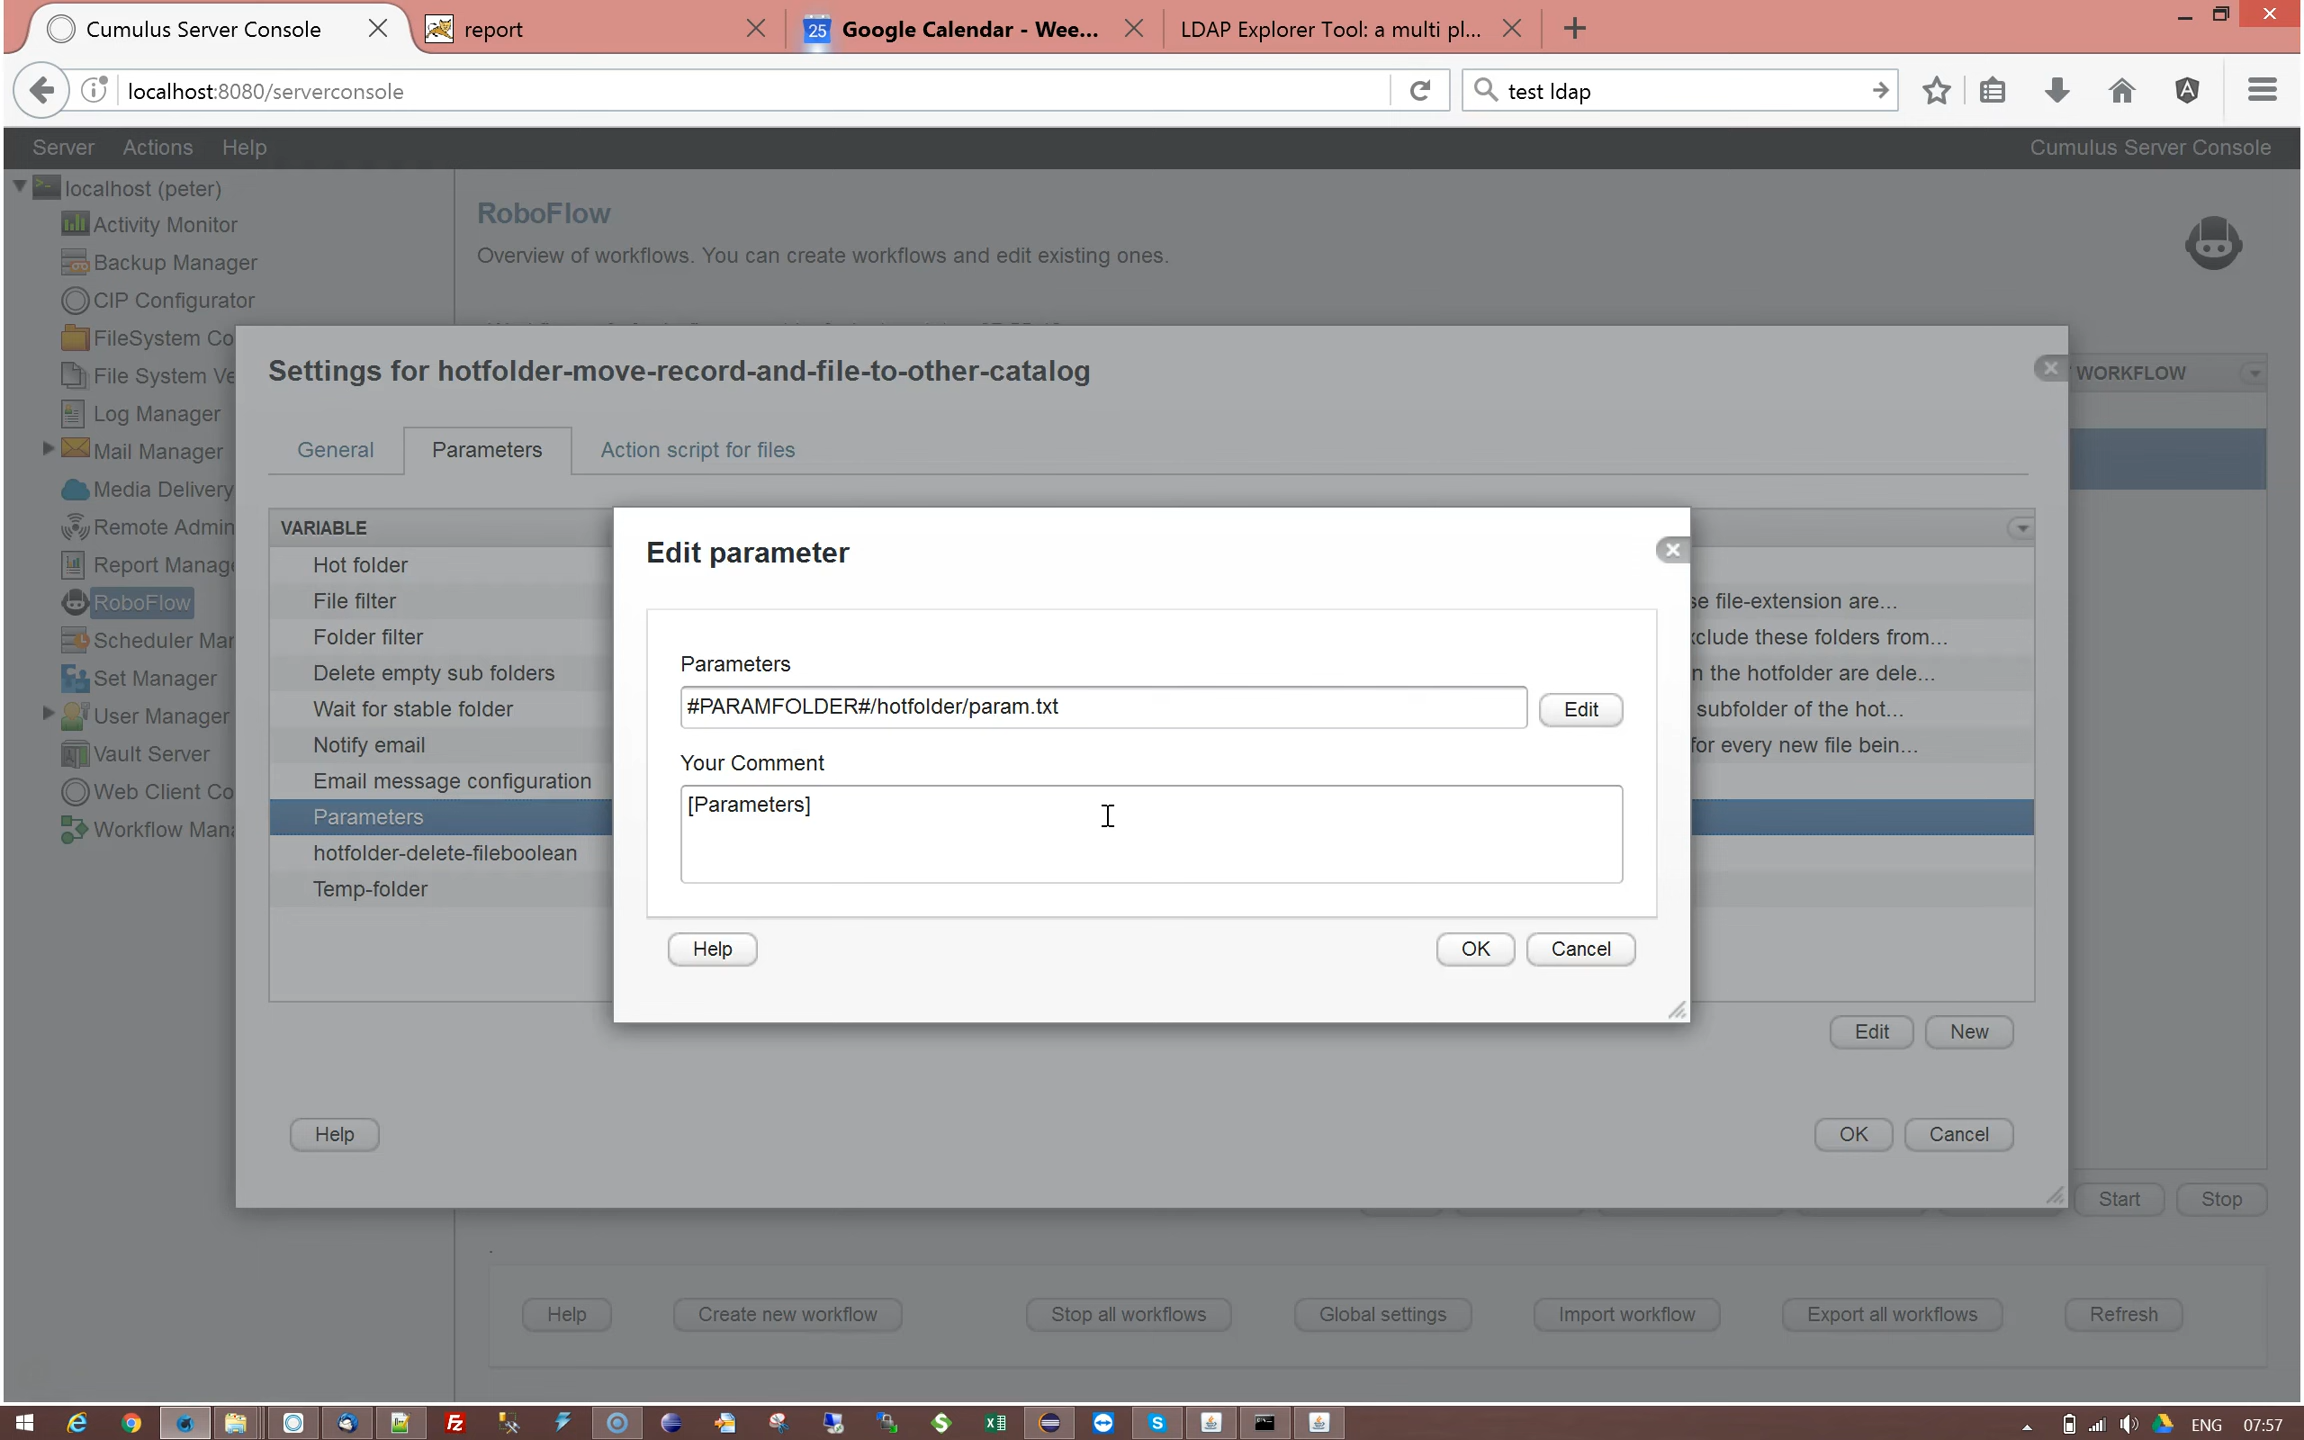 Cumulus Server Console
report
25
Google Calendar - Wee...
LDAP Explorer Tool: a multi pl...
localhost:8080/serverconsole
test ldap
Server
Actions
Help
Cumulus Server Console
localhost (peter)
Activity Monitor
Backup Manager
CIP Configurator
FileSystem Co
File System Ve
Log Manager
Mail Manager
Media Delivery
Remote Admin
Report Manage
RoboFlow
Scheduler Mar
Set Manager
User Manager
Vault Server
Web Client Co
Workflow Mana
RoboFlow
Overview of workflows. You can create workflows and edit existing ones.
WORKFLOW
Settings for hotfolder-move-record-and-file-to-other-catalog
General
Parameters
Action script for files
VARIABLE
Hot folder
File filter
se file-extension are...
Folder filter
xclude these folders from...
Delete empty sub folders
n the hotfolder are dele...
Wait for stable folder
subfolder of the hot...
Notify email
for every new file bein...
Email message configuration
Parameters
hotfolder-delete-fileboolean
Temp-folder
Edit parameter
Parameters
#PARAMFOLDER#/hotfolder/param.txt
Edit
Your Comment
[Parameters]
Help
OK
Cancel
Edit
New
Help
OK
Cancel
Start
Stop
Help
Create new workflow
Stop all workflows
Global settings
Import workflow
Export all workflows
Refresh
ENG
07:57